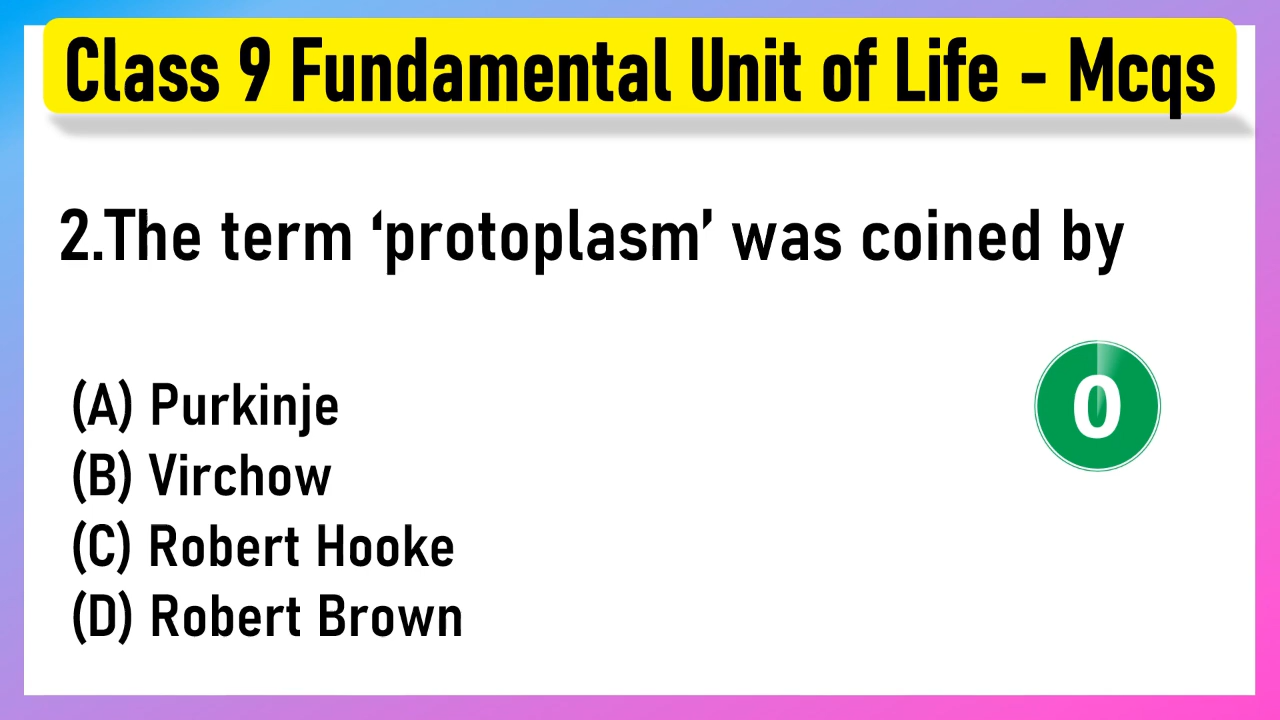 Class 9 Fundamental Unit of Life - Mcqs
2.The term ‘protoplasm’ was coined by
(A) Purkinje
0
(B) Virchow
(C) Robert Hooke
(D) Robert Brown